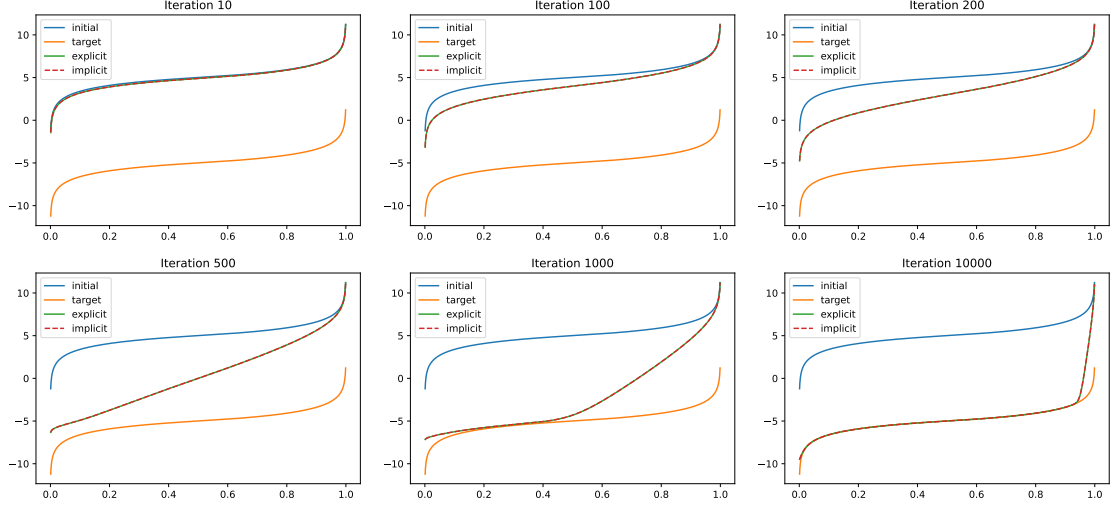 Iteration 10
initial
target
explicit
implicit
10
5
0
−5
−10
0.0 0.2 0.4 0.6 0.8 1.0
Iteration 100
initial
target
explicit
implicit
10
5
0
−5
−10
0.0 0.2 0.4 0.6 0.8 1.0
Iteration 200
initial
target
explicit
implicit
10
5
0
−5
−10
0.0 0.2 0.4 0.6 0.8 1.0
Iteration 500
initial
target
explicit
implicit
10
5
0
−5
−10
0.0 0.2 0.4 0.6 0.8 1.0
Iteration 1000
initial
target
explicit
implicit
10
5
0
−5
−10
0.0 0.2 0.4 0.6 0.8 1.0
Iteration 10000
initial
target
explicit
implicit
10
5
0
−5
−10
0.0 0.2 0.4 0.6 0.8 1.0